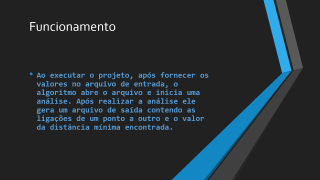 Funcionamento
* Ao executar o projeto, após fornecer os
valores no arquivo de entrada, o
algoritmo abre o arquivo e inicia uma
análise. Após realizar a análise ele
gera um arquivo de saída contendo as
ligações de um ponto a outro e o valor
da distância mínima encontrada.